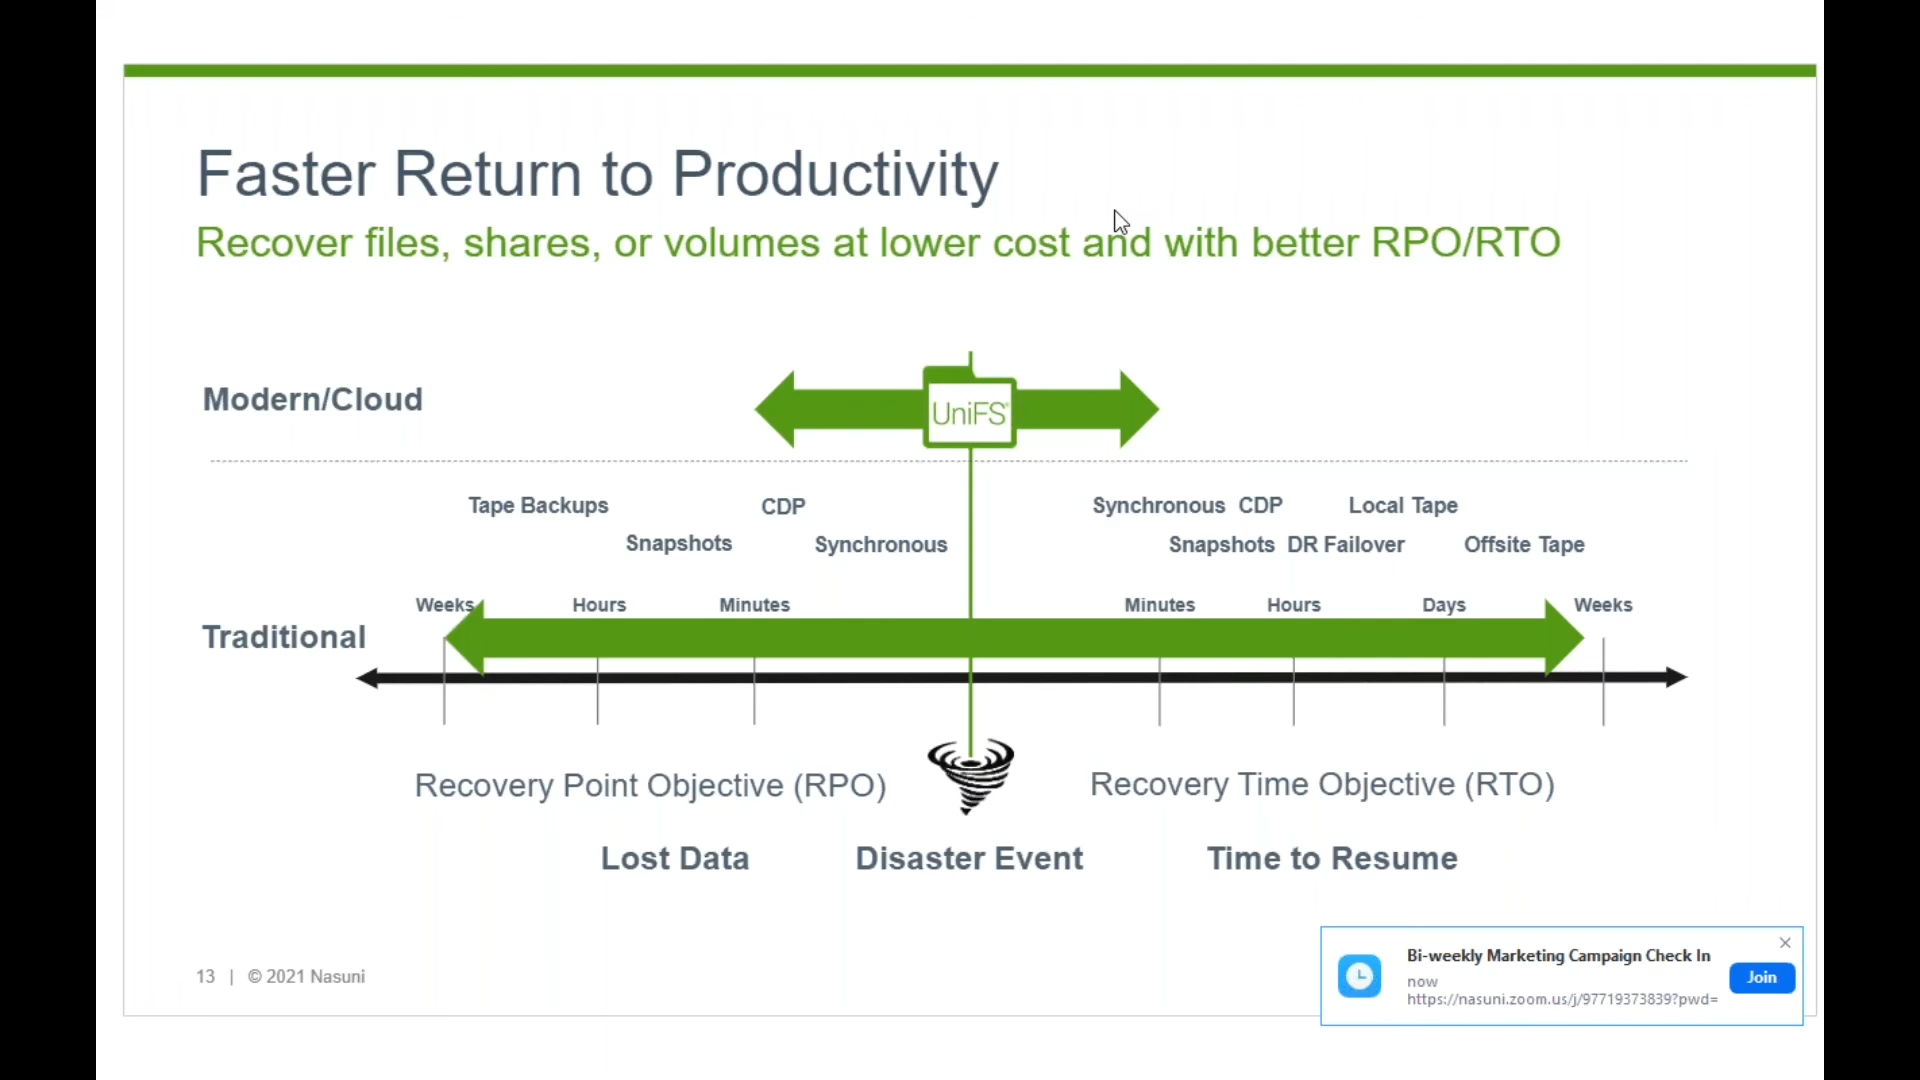 Faster Return to Productivity
Recover files, shares, or volumes at lower cost and with better RPO/RTO
Modern/Cloud
UniFS®
Tape Backups
CDP
Synchronous
CDP
Local Tape
Snapshots
Synchronous
Snapshots
DR Failover
Offsite Tape
Weeks
Hours
Minutes
Minutes
Hours
Days
Weeks
Traditional
Recovery Point Objective (RPO)
Recovery Time Objective (RTO)
Lost Data
Disaster Event
Time to Resume
13 | © 2021 Nasuni
Bi-weekly Marketing Campaign Check In
now
https://nasuni.zoom.us/j/97719373839?pwd=
Join